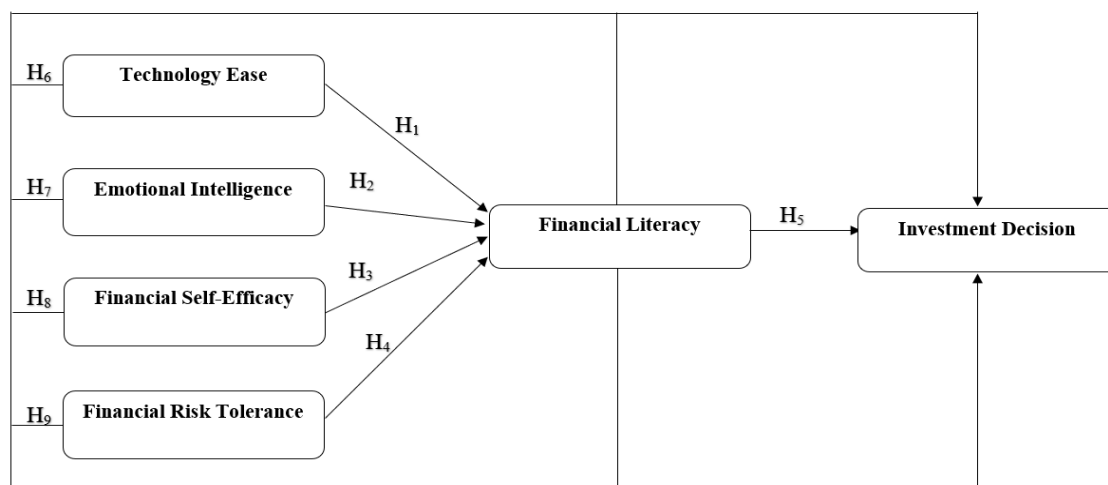 H₆
Technology Ease
H₁
H₇
Emotional Intelligence
H₂
Financial Literacy
H₅
Investment Decision
H₈
Financial Self-Efficacy
H₃
H₉
Financial Risk Tolerance
H₄